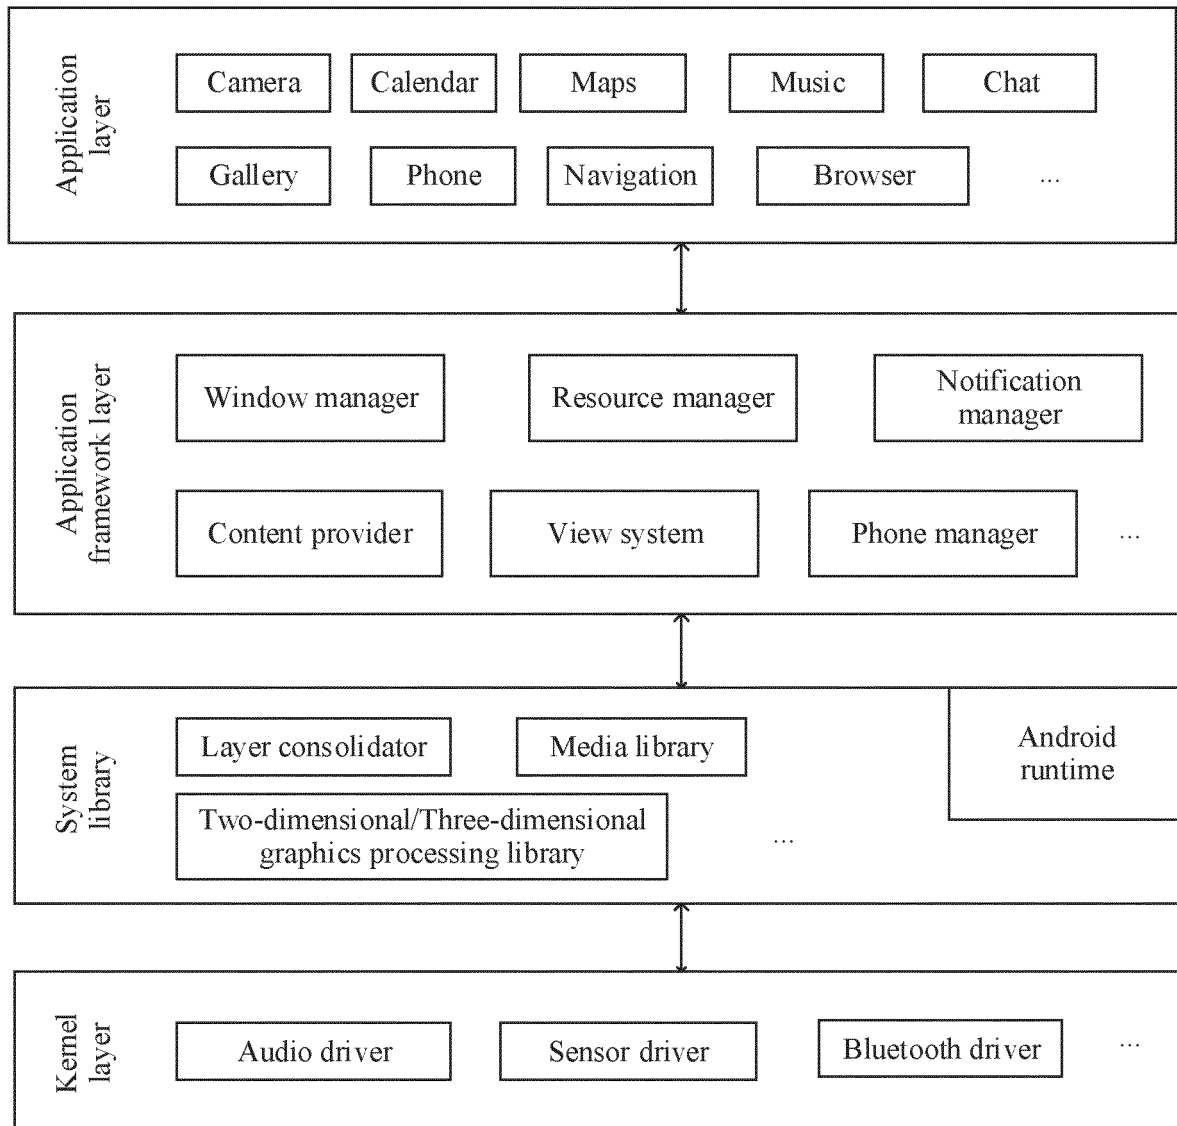 Application
layer
Camera
Calendar
Maps
Music
Chat
Gallery
Phone
Navigation
Browser
...
Application
framework layer
Window manager
Resource manager
Notification
manager
Content provider
View system
Phone manager
...
System
library
Layer consolidator
Media library
Android
runtime
Two-dimensional/Three-dimensional
graphics processing library
...
Kernel
layer
Audio driver
Sensor driver
Bluetooth driver
...